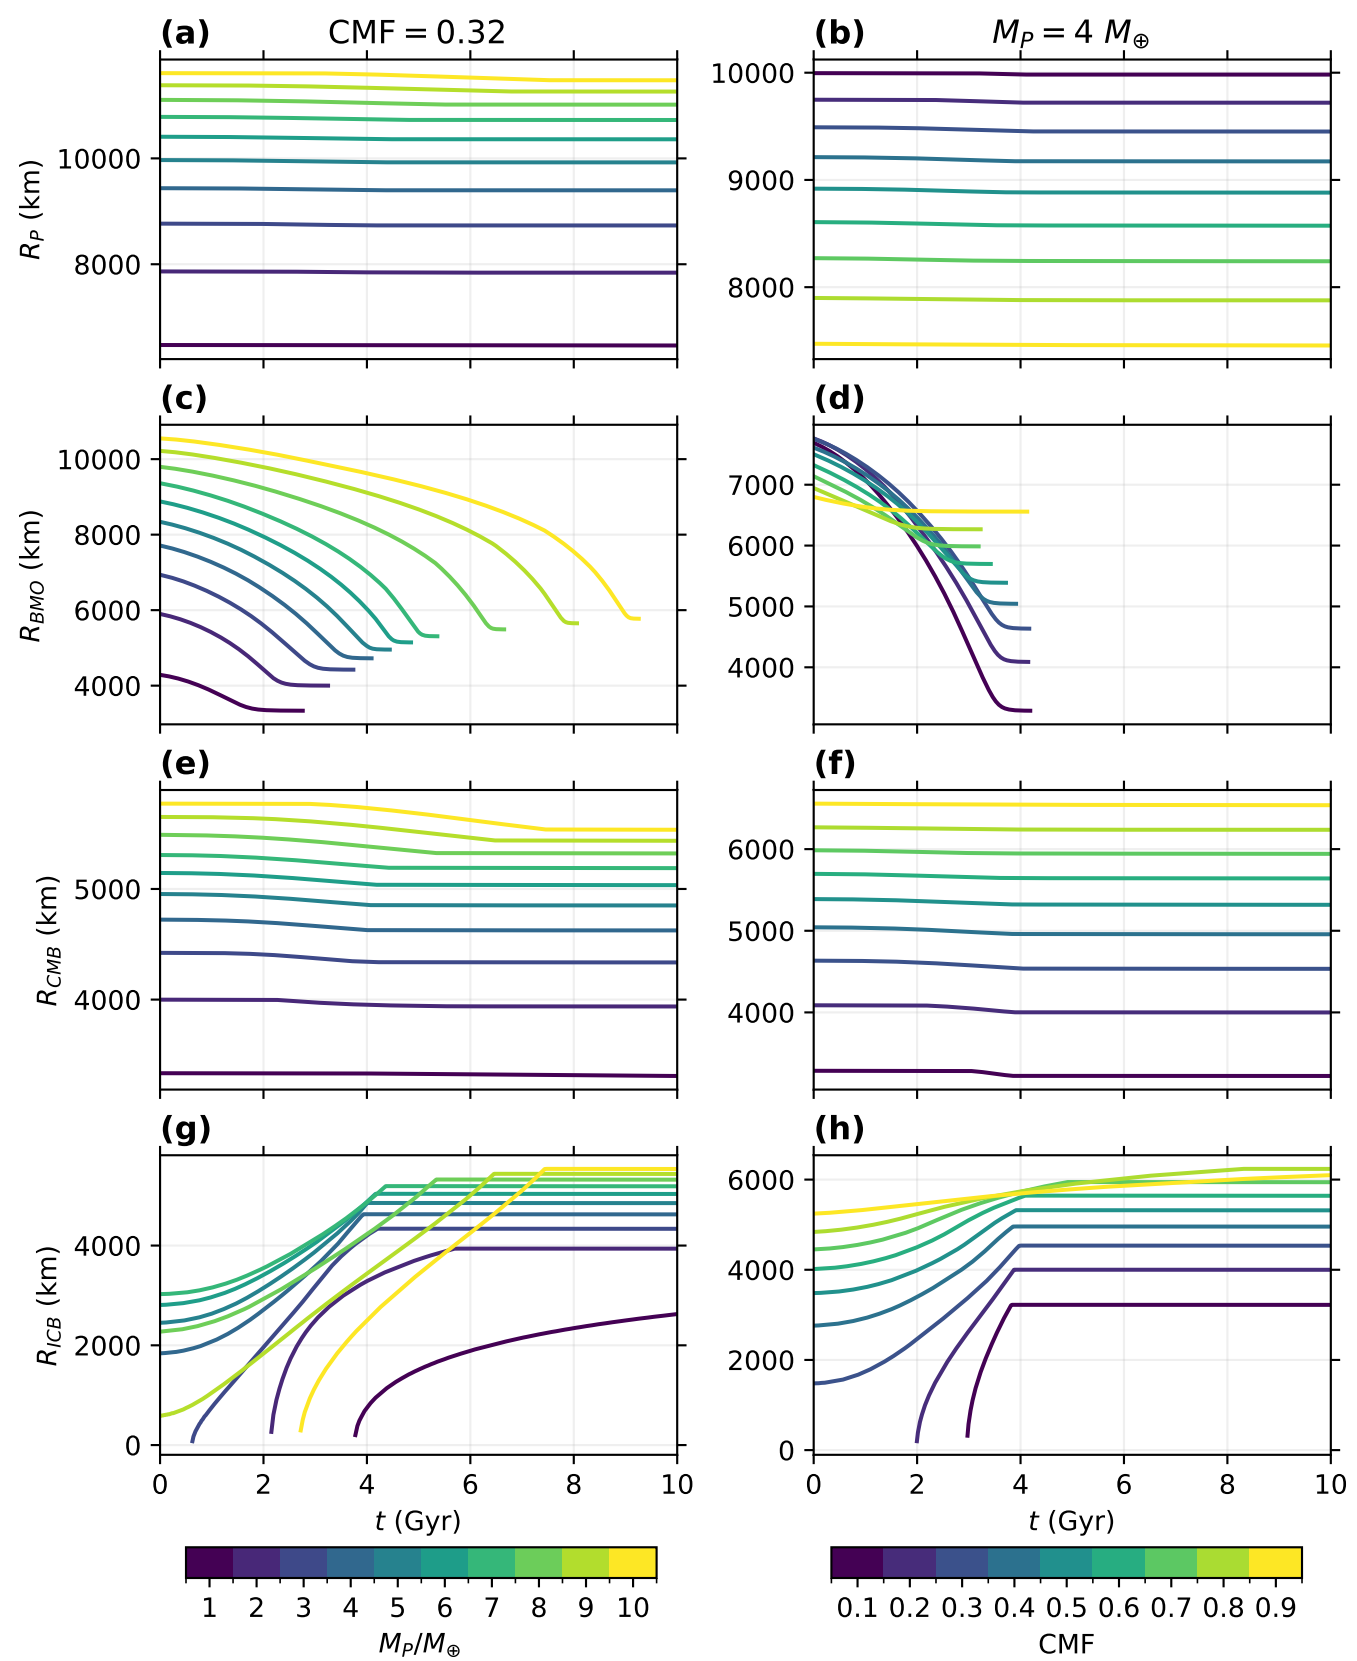 (a) CMF = 0.32
(b) M_P = 4 M_⊕
R_P (km)
10000
8000
10000
9000
8000
(c)
(d)
R_BMO (km)
10000
8000
6000
4000
7000
6000
5000
4000
(e)
(f)
R_CMB (km)
5000
4000
6000
5000
4000
(g)
(h)
R_ICB (km)
4000
2000
0
6000
4000
2000
0
0 2 4 6 8 10
0 2 4 6 8 10
t (Gyr)
t (Gyr)
1 2 3 4 5 6 7 8 9 10
0.1 0.2 0.3 0.4 0.5 0.6 0.7 0.8 0.9
M_P/M_⊕
CMF